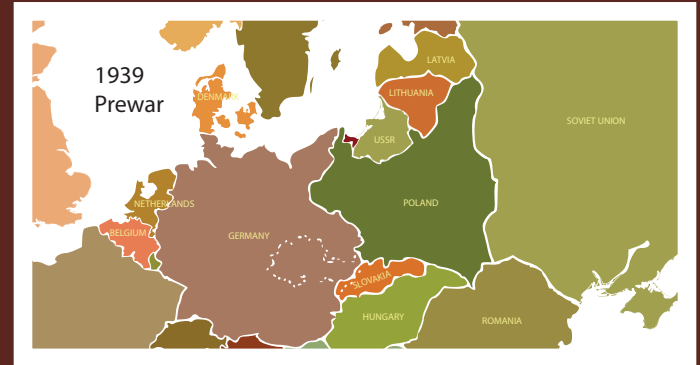 1939
Prewar
LATVIA
DENMARK
LITHUANIA
SOVIET UNION
USSR
NETHERLANDS
POLAND
BELGIUM
GERMANY
SLOVAKIA
HUNGARY
ROMANIA